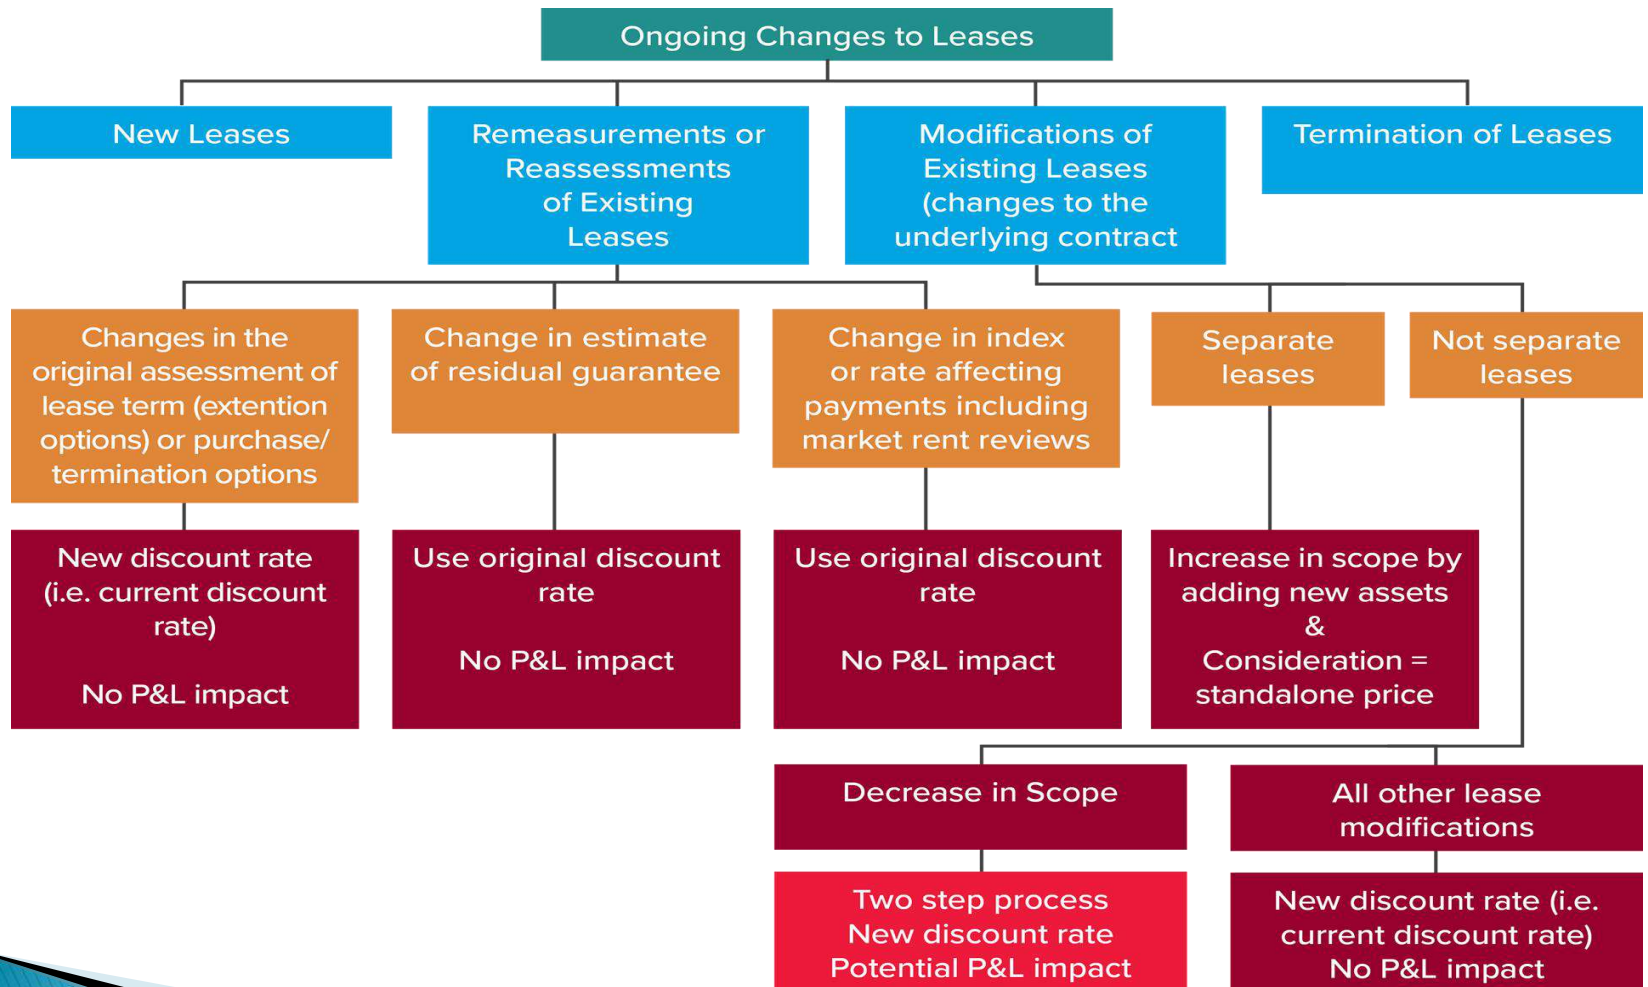 Ongoing Changes to Leases
New Leases
Remeasurements or
Reassessments
of Existing
Leases
Modifications of
Existing Leases
(changes to the
underlying contract
Termination of Leases
Changes in the
original assessment of
lease term (extention
options) or purchase/
termination options
Change in estimate
of residual guarantee
Change in index
or rate affecting
payments including
market rent reviews
Separate
leases
Not separate
leases
New discount rate
(i.e. current discount
rate)
No P&L impact
Use original discount
rate
No P&L impact
Use original discount
rate
No P&L impact
Increase in scope by
adding new assets
&
Consideration =
standalone price
Decrease in Scope
All other lease
modifications
Two step process
New discount rate
Potential P&L impact
New discount rate (i.e.
current discount rate)
No P&L impact